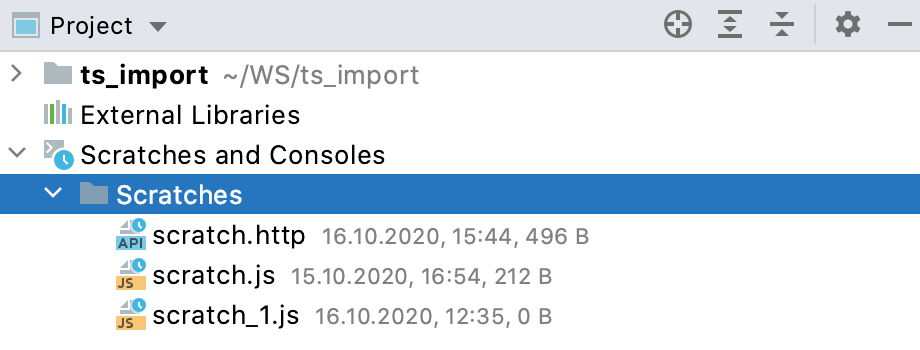 Project
ts_import ~/WS/ts_import
External Libraries
Scratches and Consoles
Scratches
API scratch.http 16.10.2020, 15:44, 496 B
JS scratch.js 15.10.2020, 16:54, 212 B
JS scratch_1.js 16.10.2020, 12:35, 0 B